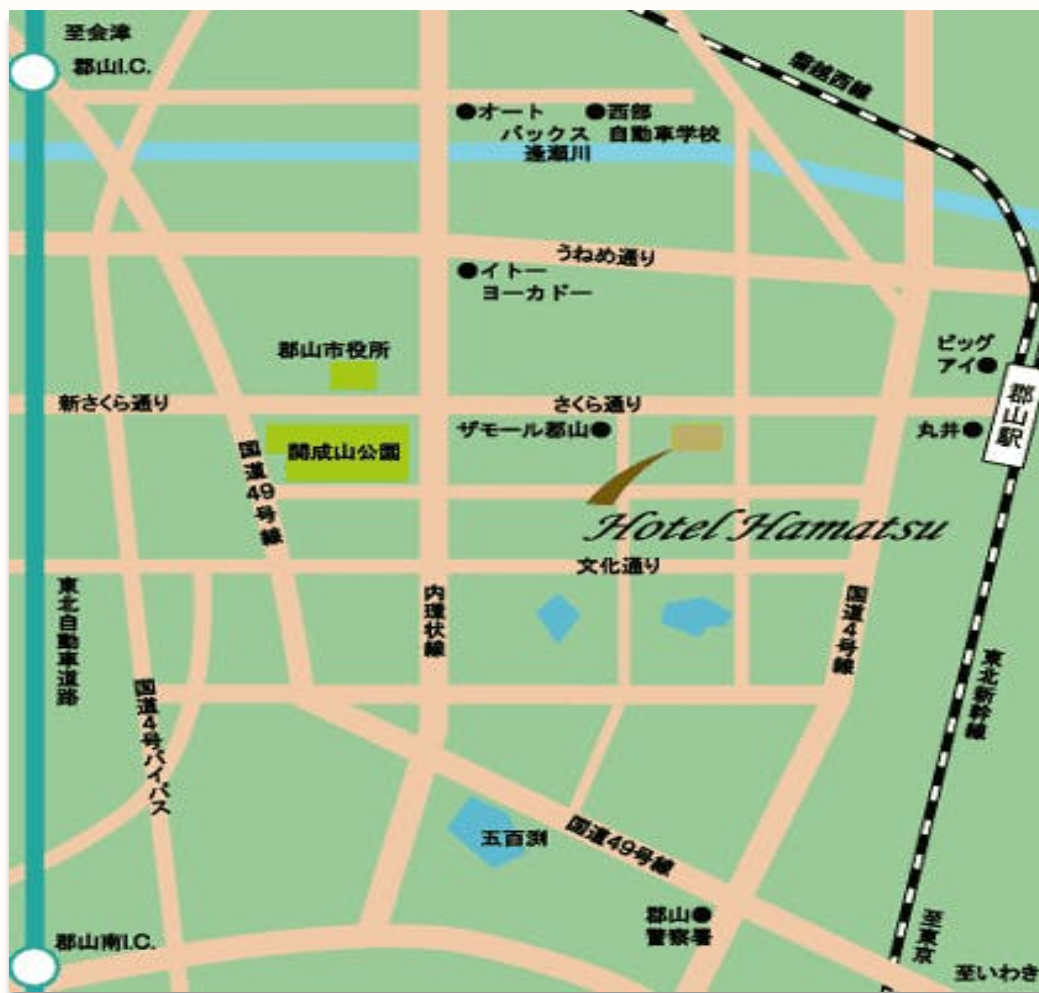 至会津
郡山I.C.
磐越西線
●オート
バックス
●西部
自動車学校
逢瀬川
うねめ通り
●イトー
ヨーカドー
郡山市役所
ビッグ
アイ●
新さくら通り
さくら通り
郡山駅
ザモール郡山●
丸井●
開成山公園
国道49号線
Hotel Hamatsu
文化通り
東北自動車道路
内環状線
国道4号線
東北新幹線
国道4号バイパス
五百渕
国道49号線
郡山●
警察署
至東京
郡山南I.C.
至いわき